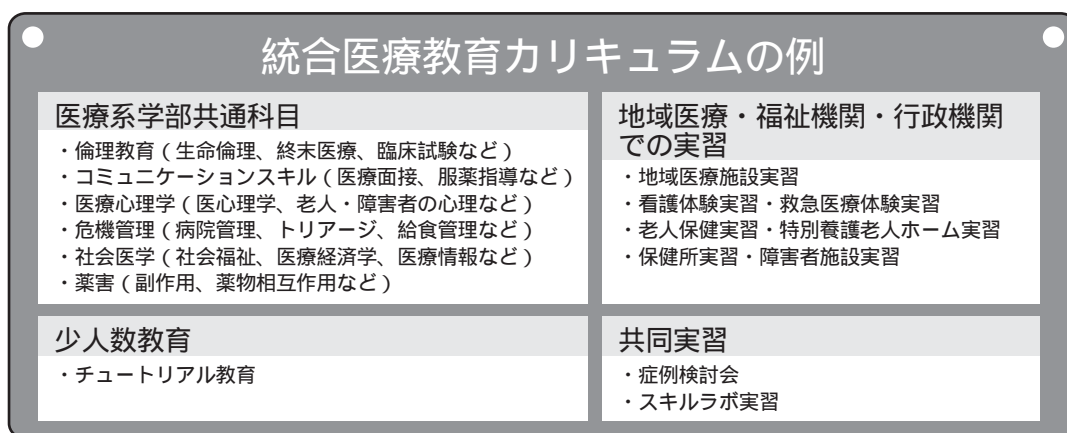 統合医療教育カリキュラムの例
医療系学部共通科目
・倫理教育（生命倫理、終末医療、臨床試験など）
・コミュニケーションスキル（医療面接、服薬指導など）
・医療心理学（医心理学、老人・障害者の心理など）
・危機管理（病院管理、トリアージ、給食管理など）
・社会医学（社会福祉、医療経済学、医療情報など）
・薬害（副作用、薬物相互作用など）
地域医療・福祉機関・行政機関
での実習
・地域医療施設実習
・看護体験実習・救急医療体験実習
・老人保健実習・特別養護老人ホーム実習
・保健所実習・障害者施設実習
少人数教育
・チュートリアル教育
共同実習
・症例検討会
・スキルラボ実習